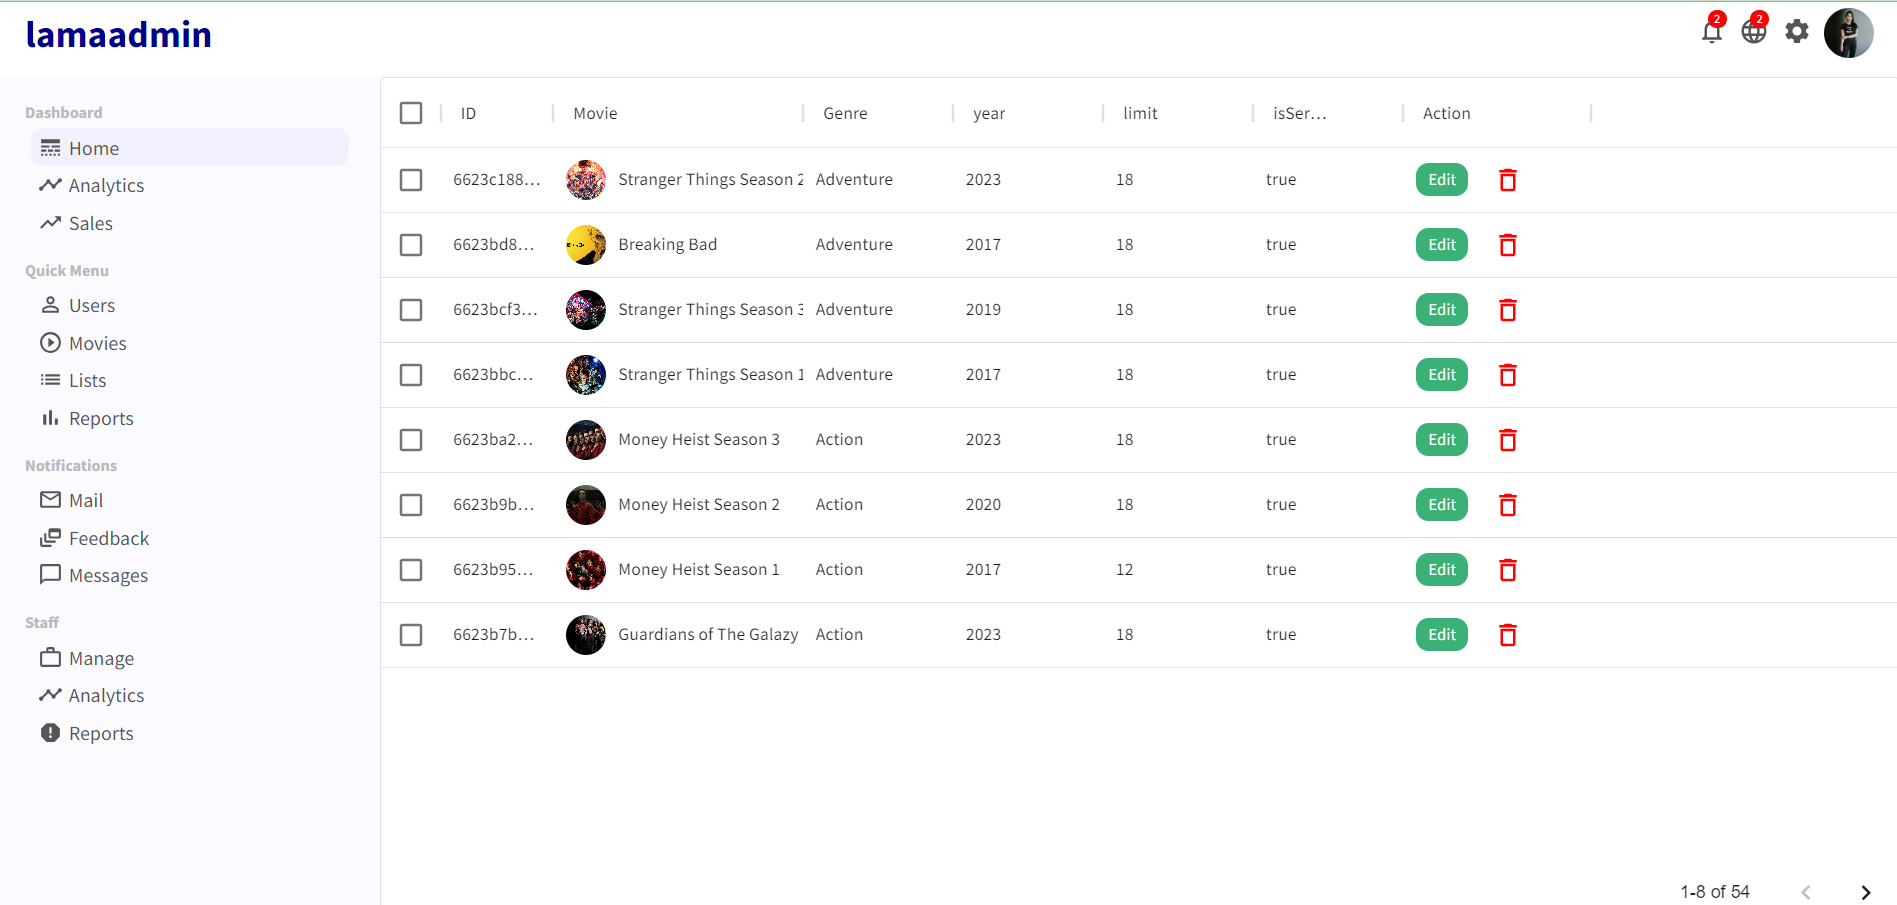 lamaadmin
2
2
Dashboard
Home
Analytics
Sales
Quick Menu
Users
Movies
Lists
Reports
Notifications
Mail
Feedback
Messages
Staff
Manage
Analytics
Reports
ID Movie Genre year limit isSer... Action
6623c188... Stranger Things Season 2 Adventure 2023 18 true Edit
6623bd8... Breaking Bad Adventure 2017 18 true Edit
6623bcf3... Stranger Things Season 3 Adventure 2019 18 true Edit
6623bbc... Stranger Things Season 1 Adventure 2017 18 true Edit
6623ba2... Money Heist Season 3 Action 2023 18 true Edit
6623b9b... Money Heist Season 2 Action 2020 18 true Edit
6623b95... Money Heist Season 1 Action 2017 12 true Edit
6623b7b... Guardians of The Galazy Action 2023 18 true Edit
1-8 of 54